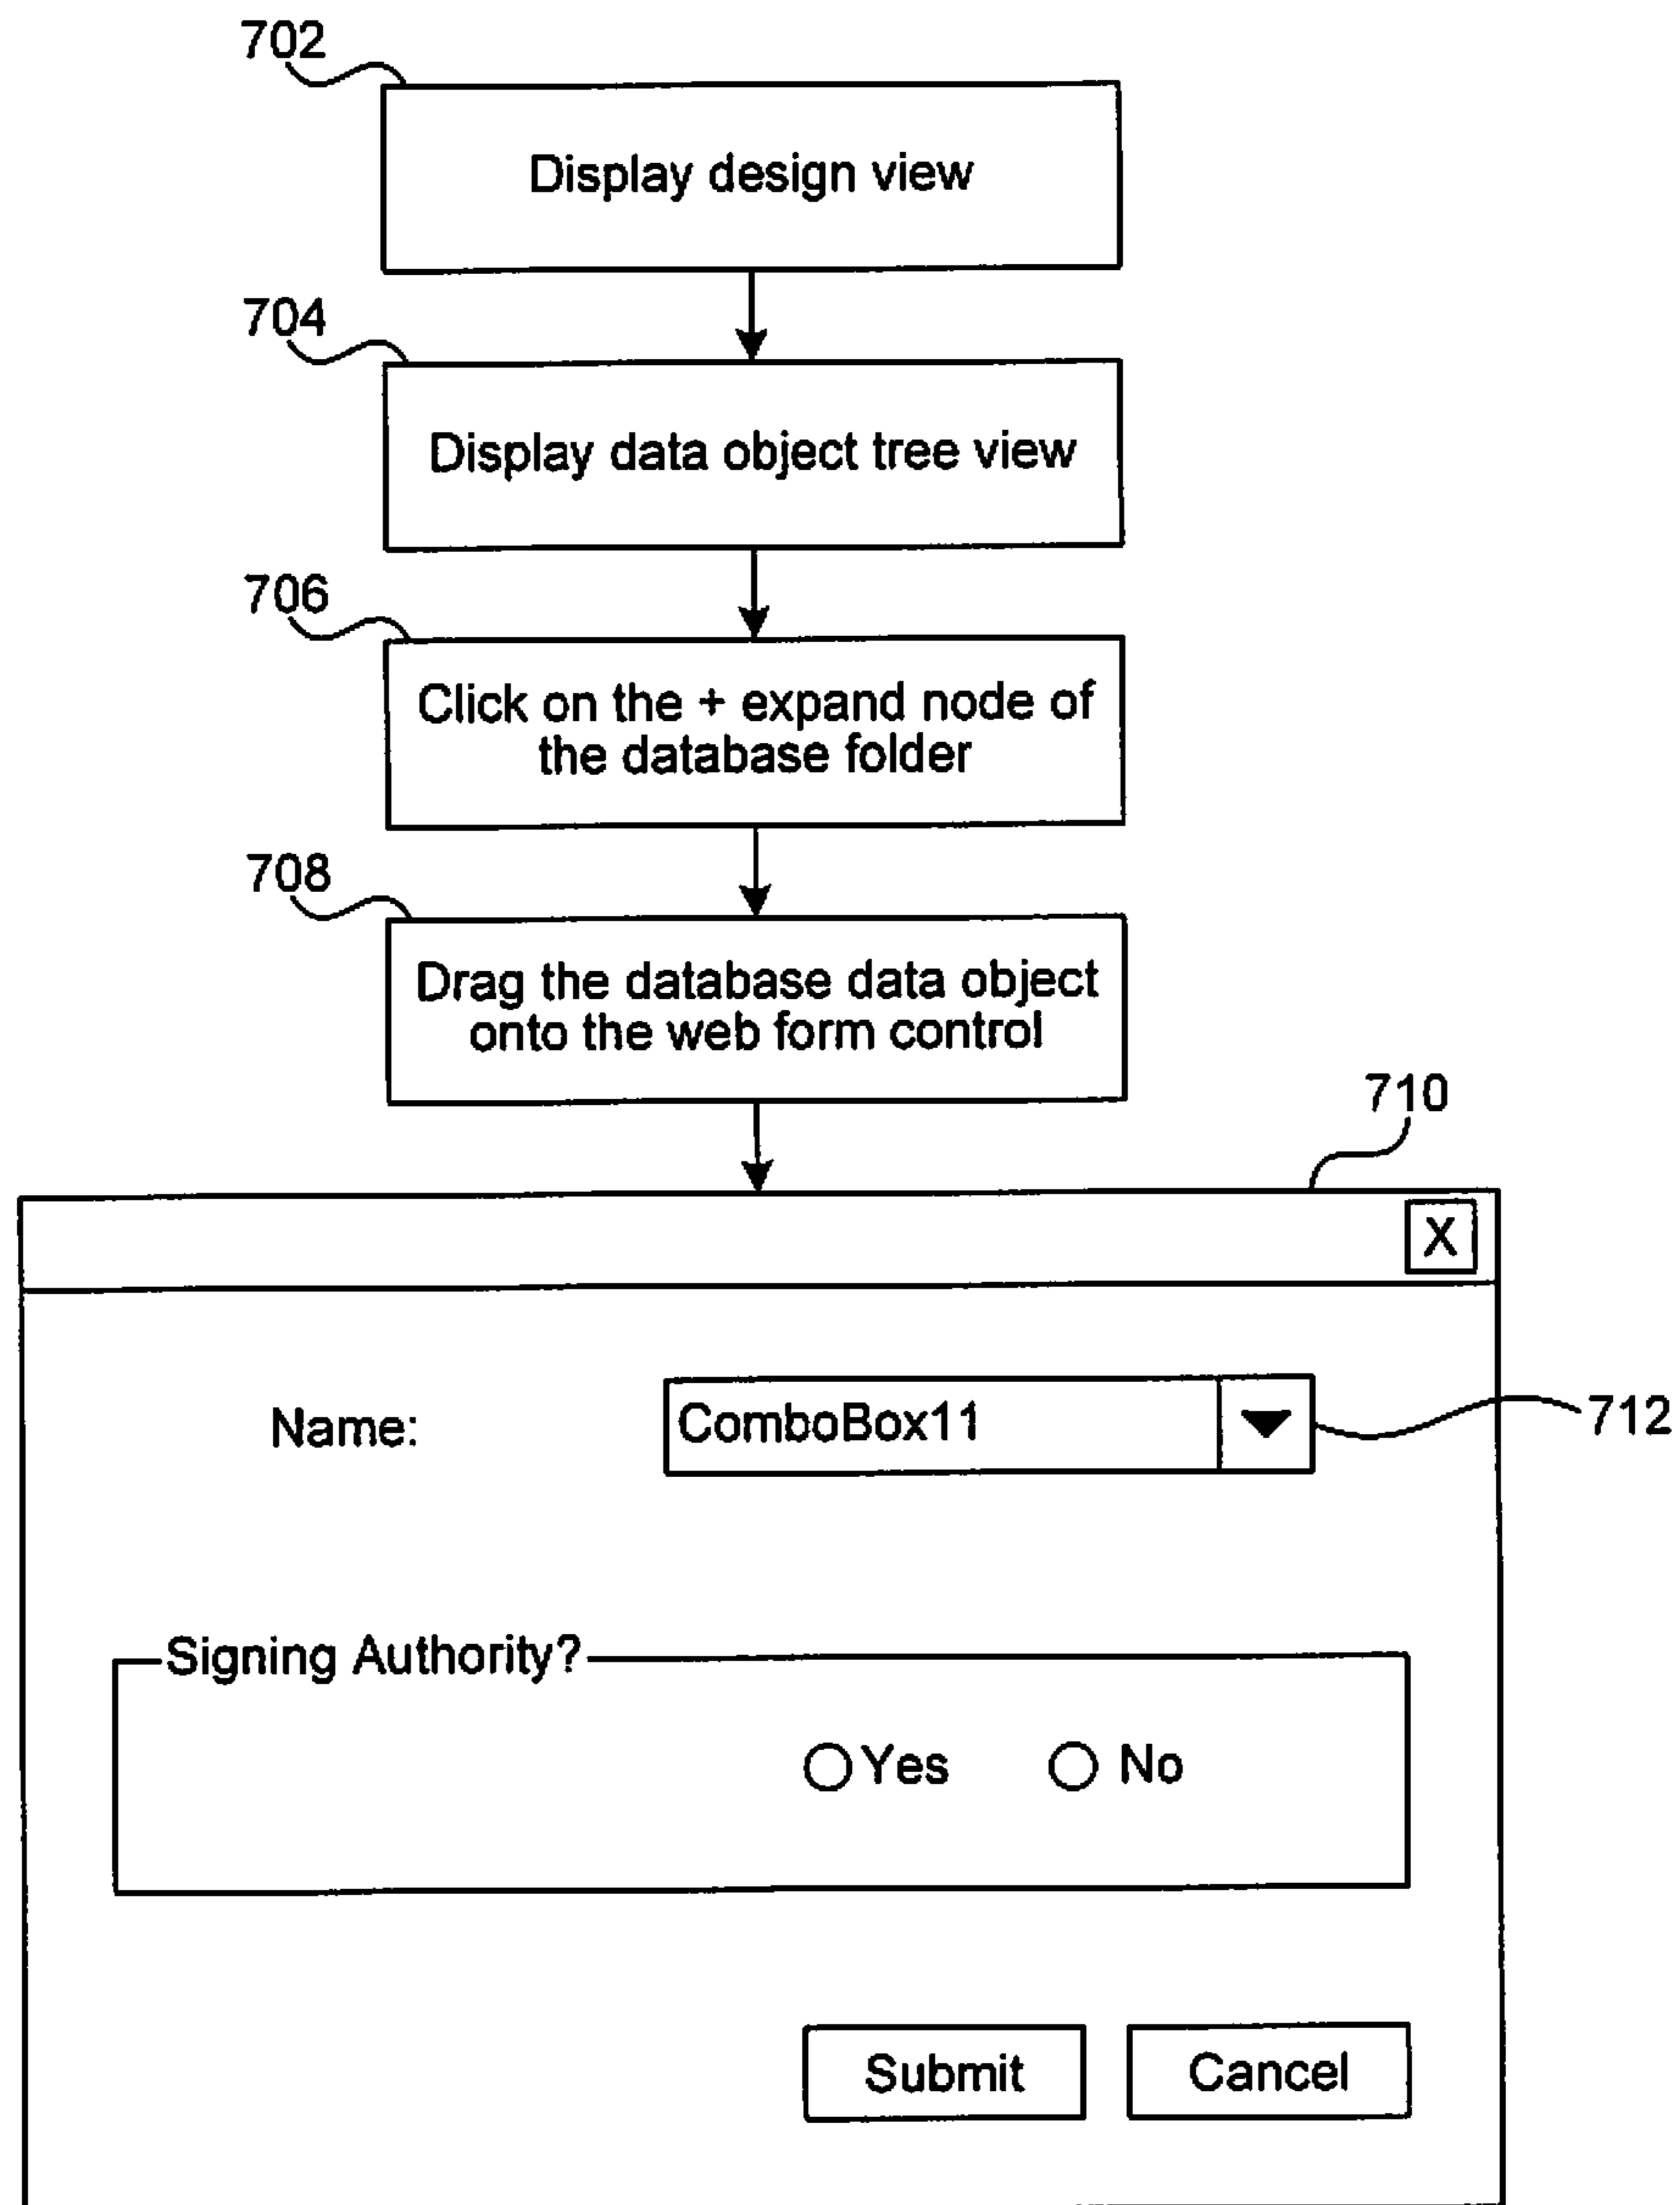 702
Display design view
704
Display data object tree view
706
Click on the + expand node of
the database folder
708
Drag the database data object
onto the web form control
710
X
Name:
ComboBox11
712
Signing Authority?
Yes
No
Submit
Cancel